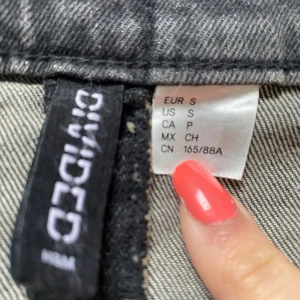 DIVIDED
H&M
EUR S
US S
CA P
MX CH
CN 165/88A